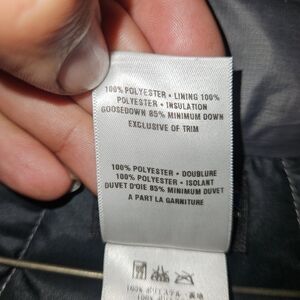 100% POLYESTER • LINING 100%
POLYESTER • INSULATION
GOOSEDOWN 85% MINIMUM DOWN
EXCLUSIVE OF TRIM
100% POLYESTER • DOUBLURE
100% POLYESTER • ISOLANT
DUVET D'OIE 85% MINIMUM DUVET
A PART LA GARNITURE